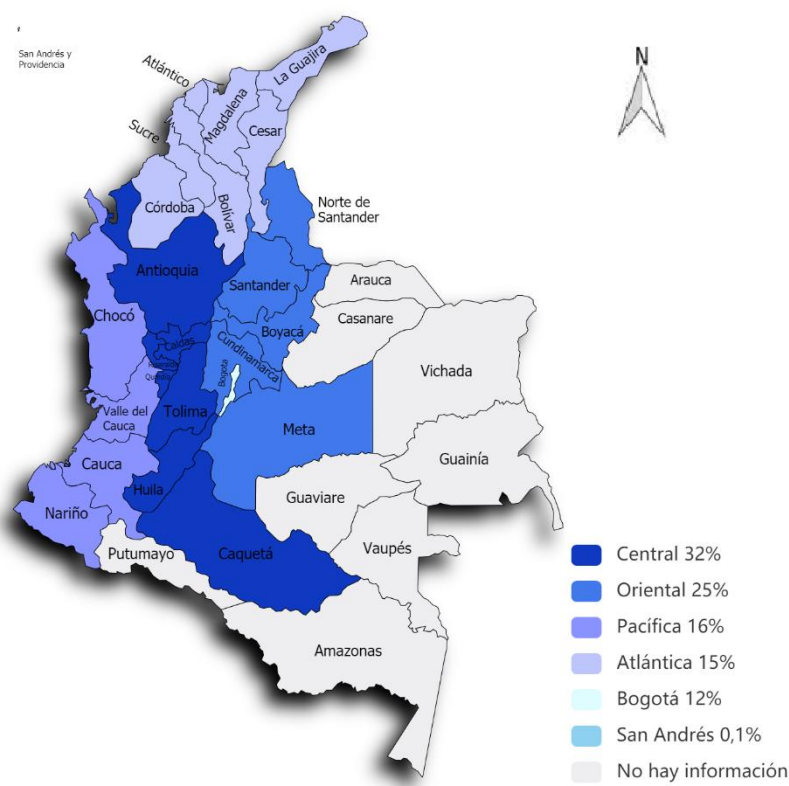 San Andrés y
Providencia
N
La Guajira
Atlántico
Magdalena
Cesar
Sucre
Bolívar
Córdoba
Norte de
Santander
Antioquia
Santander
Arauca
Casanare
Chocó
Boyacá
Caldas
Cundinamarca
Bogota
Vichada
Valle del
Cauca
Tolima
Meta
Guainía
Cauca
Huila
Guaviare
Nariño
Putumayo
Caquetá
Vaupés
Amazonas
Central 32%
Oriental 25%
Pacífica 16%
Atlántica 15%
Bogotá 12%
San Andrés 0,1%
No hay información